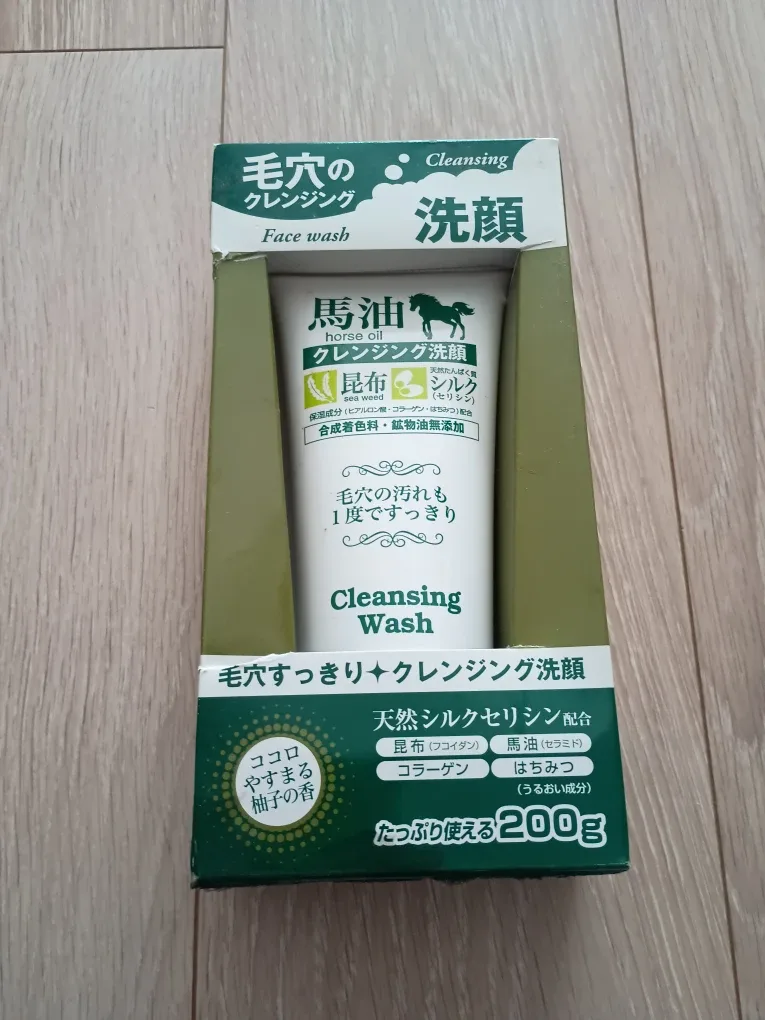 毛穴の
クレンジング
Cleansing
Face wash
洗顔
馬油
horse oil
クレンジング洗顔
昆布
sea weed
天然たんぱく質
シルク
(セリシン)
保湿成分(ヒアルロン酸・コラーゲン・はちみつ)配合
合成着色料・鉱物油無添加
毛穴の汚れも
1度ですっきり
Cleansing
Wash
毛穴すっきり✦クレンジング洗顔
ココロ
やすまる
柚子の香
天然シルクセリシン配合
昆布(フコイダン) 馬油(セラミド)
コラーゲン はちみつ
(うるおい成分)
たっぷり使える200g